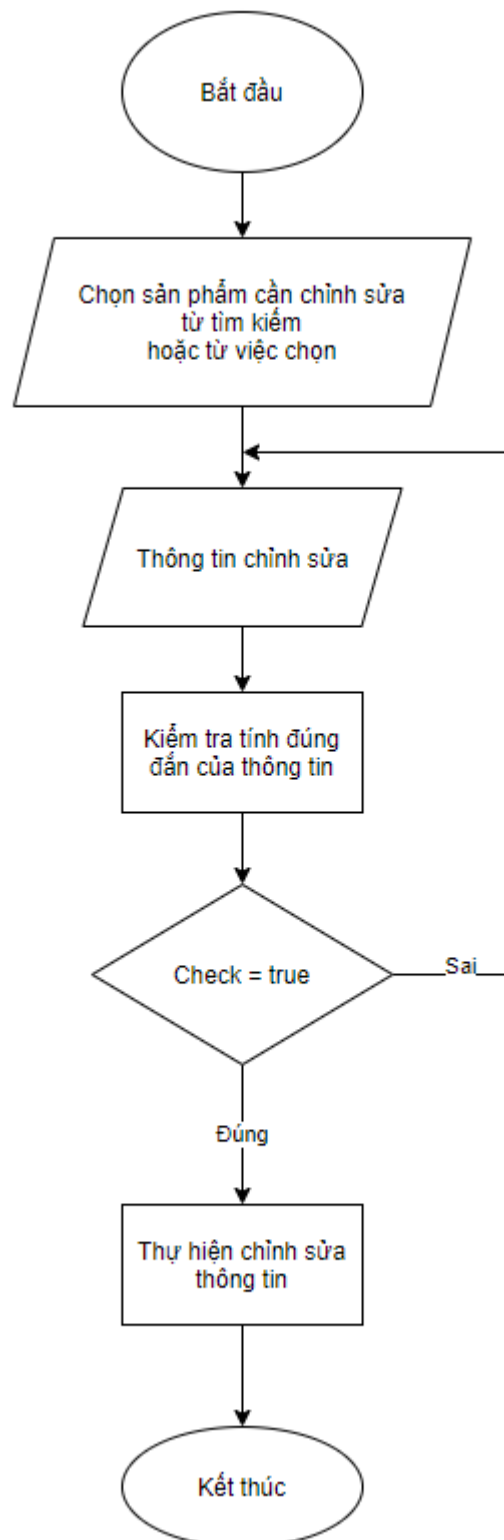 Bắt đầu
Chọn sản phẩm cần chỉnh sửa
từ tìm kiếm
hoặc từ việc chọn
Thông tin chỉnh sửa
Kiểm tra tính đúng
đắn của thông tin
Check = true
Sai
Đúng
Thự hiện chỉnh sửa
thông tin
Kết thúc